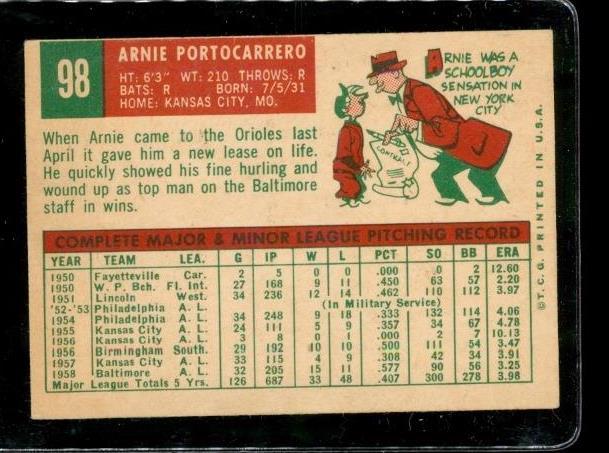 98
ARNIE PORTOCARRERO
HT: 6'3" WT: 210 THROWS: R
BATS: R BORN: 7/5/31
HOME: KANSAS CITY, MO.
When Arnie came to the Orioles last
April it gave him a new lease on life.
He quickly showed his fine hurling and
wound up as top man on the Baltimore
staff in wins.
ARNIE WAS A
SCHOOLBOY
SENSATION IN
NEW YORK
CITY
CONTRACT
© T.C.G. PRINTED IN U.S.A.
COMPLETE MAJOR & MINOR LEAGUE PITCHING RECORD
YEAR TEAM LEA. G IP W L PCT SO BB ERA
1950 Fayetteville Car. 2 5 0 0 .000 0 2 12.60
1950 W. P. Bch. Fl. Int. 27 168 9 11 .450 63 57 2.20
1951 Lincoln West. 34 236 12 14 .462 110 112 3.97
'52-'53 Philadelphia A. L. (In Military Service)
1954 Philadelphia A. L. 34 248 9 18 .333 132 114 4.06
1955 Kansas City A. L. 24 111 5 9 .357 34 67 4.78
1956 Kansas City A. L. 3 8 0 1 .000 2 7 10.13
1956 Birmingham South. 29 192 10 10 .500 111 54 3.47
1957 Kansas City A. L. 33 115 4 9 .308 42 34 3.91
1958 Baltimore A. L. 32 205 15 11 .577 90 56 3.25
Major League Totals 5 Yrs. 126 687 33 48 .407 300 278 3.98